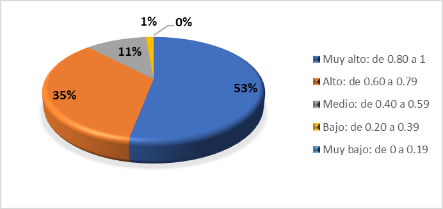 1%
0%
11%
35%
53%
Muy alto: de 0.80 a 1
Alto: de 0.60 a 0.79
Medio: de 0.40 a 0.59
Bajo: de 0.20 a 0.39
Muy bajo: de 0 a 0.19